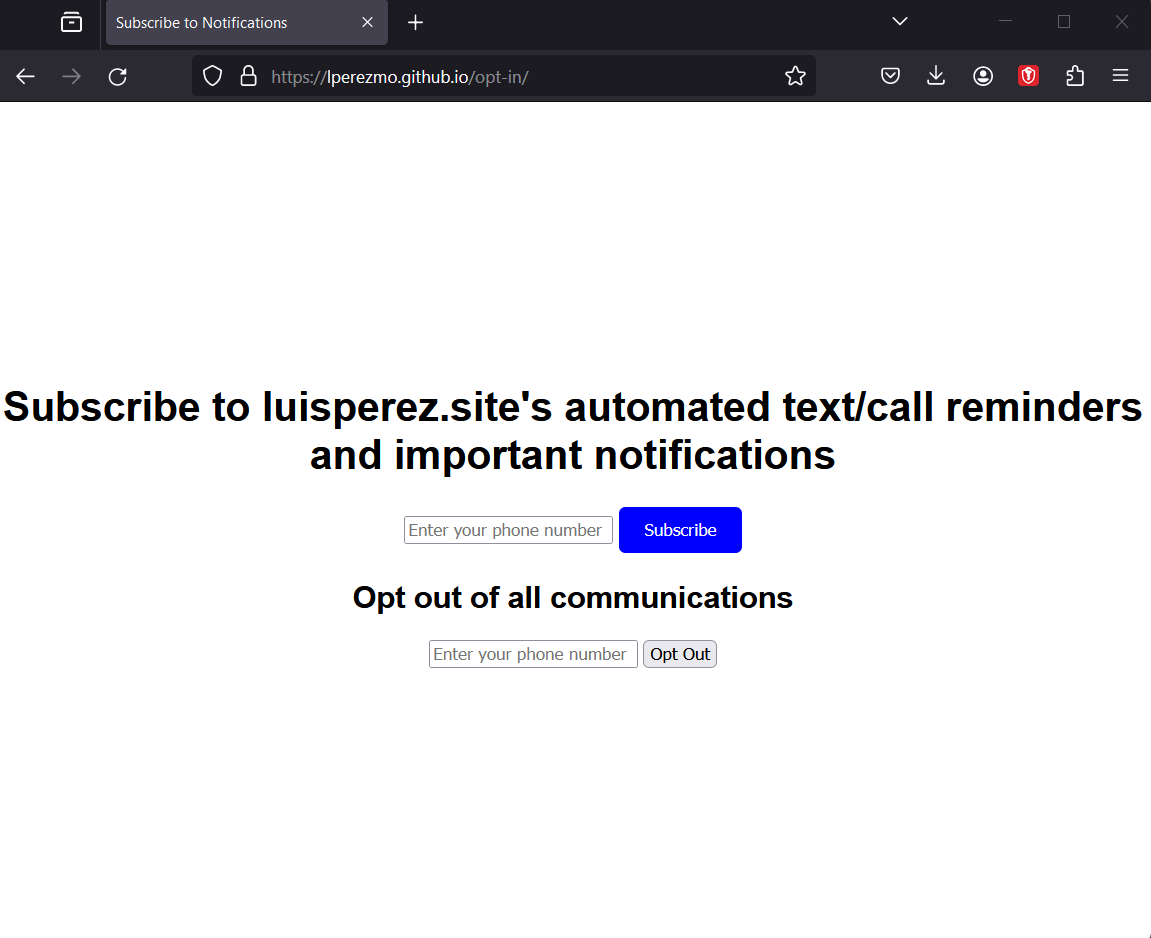 Subscribe to Notifications
https://lperezmo.github.io/opt-in/
Subscribe to luisperez.site's automated text/call reminders
and important notifications
Enter your phone number
Subscribe
Opt out of all communications
Enter your phone number
Opt Out